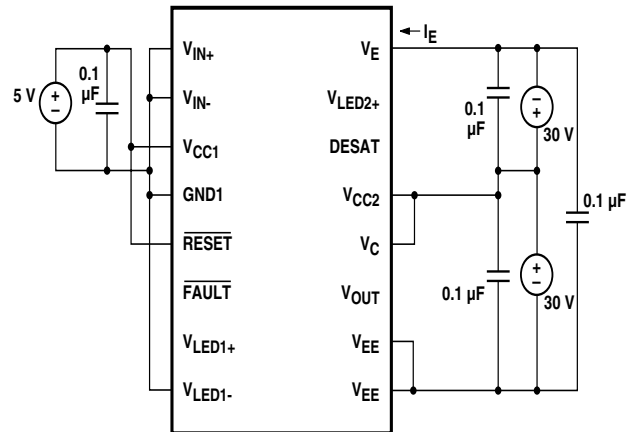 I_E
V_IN+
V_E
0.1 µF
5 V
+
−
V_IN-
V_LED2+
0.1 µF
−
+
30 V
V_CC1
DESAT
GND1
V_CC2
0.1 µF
RESET
V_C
FAULT
V_OUT
0.1 µF
+
−
30 V
V_LED1+
V_EE
V_LED1-
V_EE